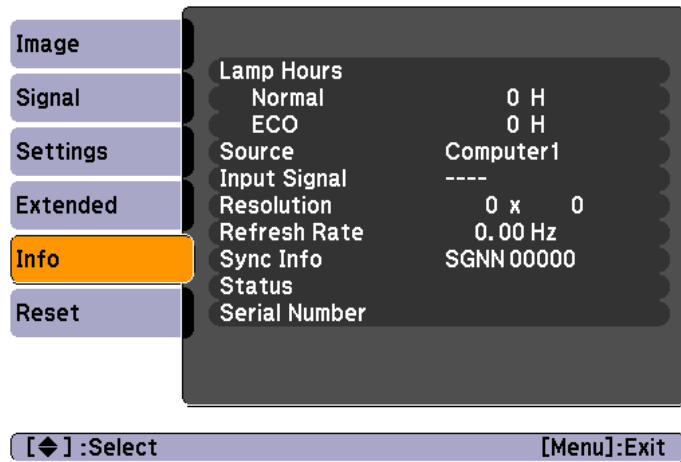 Image
Signal
Settings
Extended
Info
Reset
Lamp Hours
Normal 0 H
ECO 0 H
Source Computer1
Input Signal ----
Resolution 0 x 0
Refresh Rate 0.00 Hz
Sync Info SGNN 00000
Status
Serial Number
[◆] :Select [Menu]:Exit